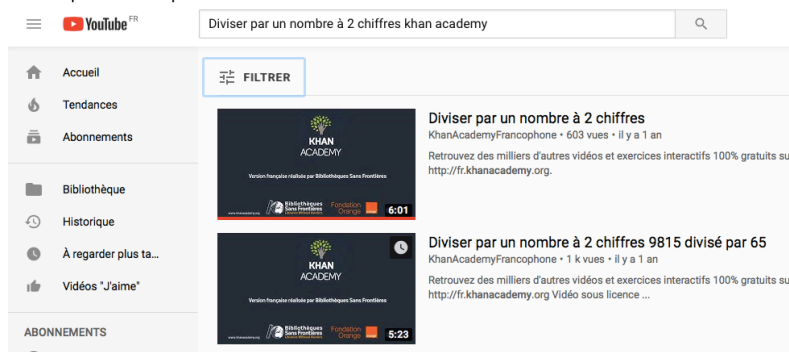 YouTube FR
Diviser par un nombre à 2 chiffres khan academy
Accueil
Tendances
Abonnements
Bibliothèque
Historique
À regarder plus ta...
Vidéos "J'aime"
ABONNEMENTS
FILTRER
KHAN
ACADEMY
Version française réalisée par Bibliothèques Sans Frontières
www.khanacademy.org
Bibliothèques
Sans Frontières
Fondation
Orange
6:01
Diviser par un nombre à 2 chiffres
KhanAcademyFrancophone • 603 vues • il y a 1 an
Retrouvez des milliers d'autres vidéos et exercices interactifs 100% gratuits su
http://fr.khanacademy.org.
KHAN
ACADEMY
Version française réalisée par Bibliothèques Sans Frontières
www.khanacademy.org
Bibliothèques
Sans Frontières
Fondation
Orange
5:23
Diviser par un nombre à 2 chiffres 9815 divisé par 65
KhanAcademyFrancophone • 1 k vues • il y a 1 an
Retrouvez des milliers d'autres vidéos et exercices interactifs 100% gratuits su
http://fr.khanacademy.org Vidéo sous licence ...